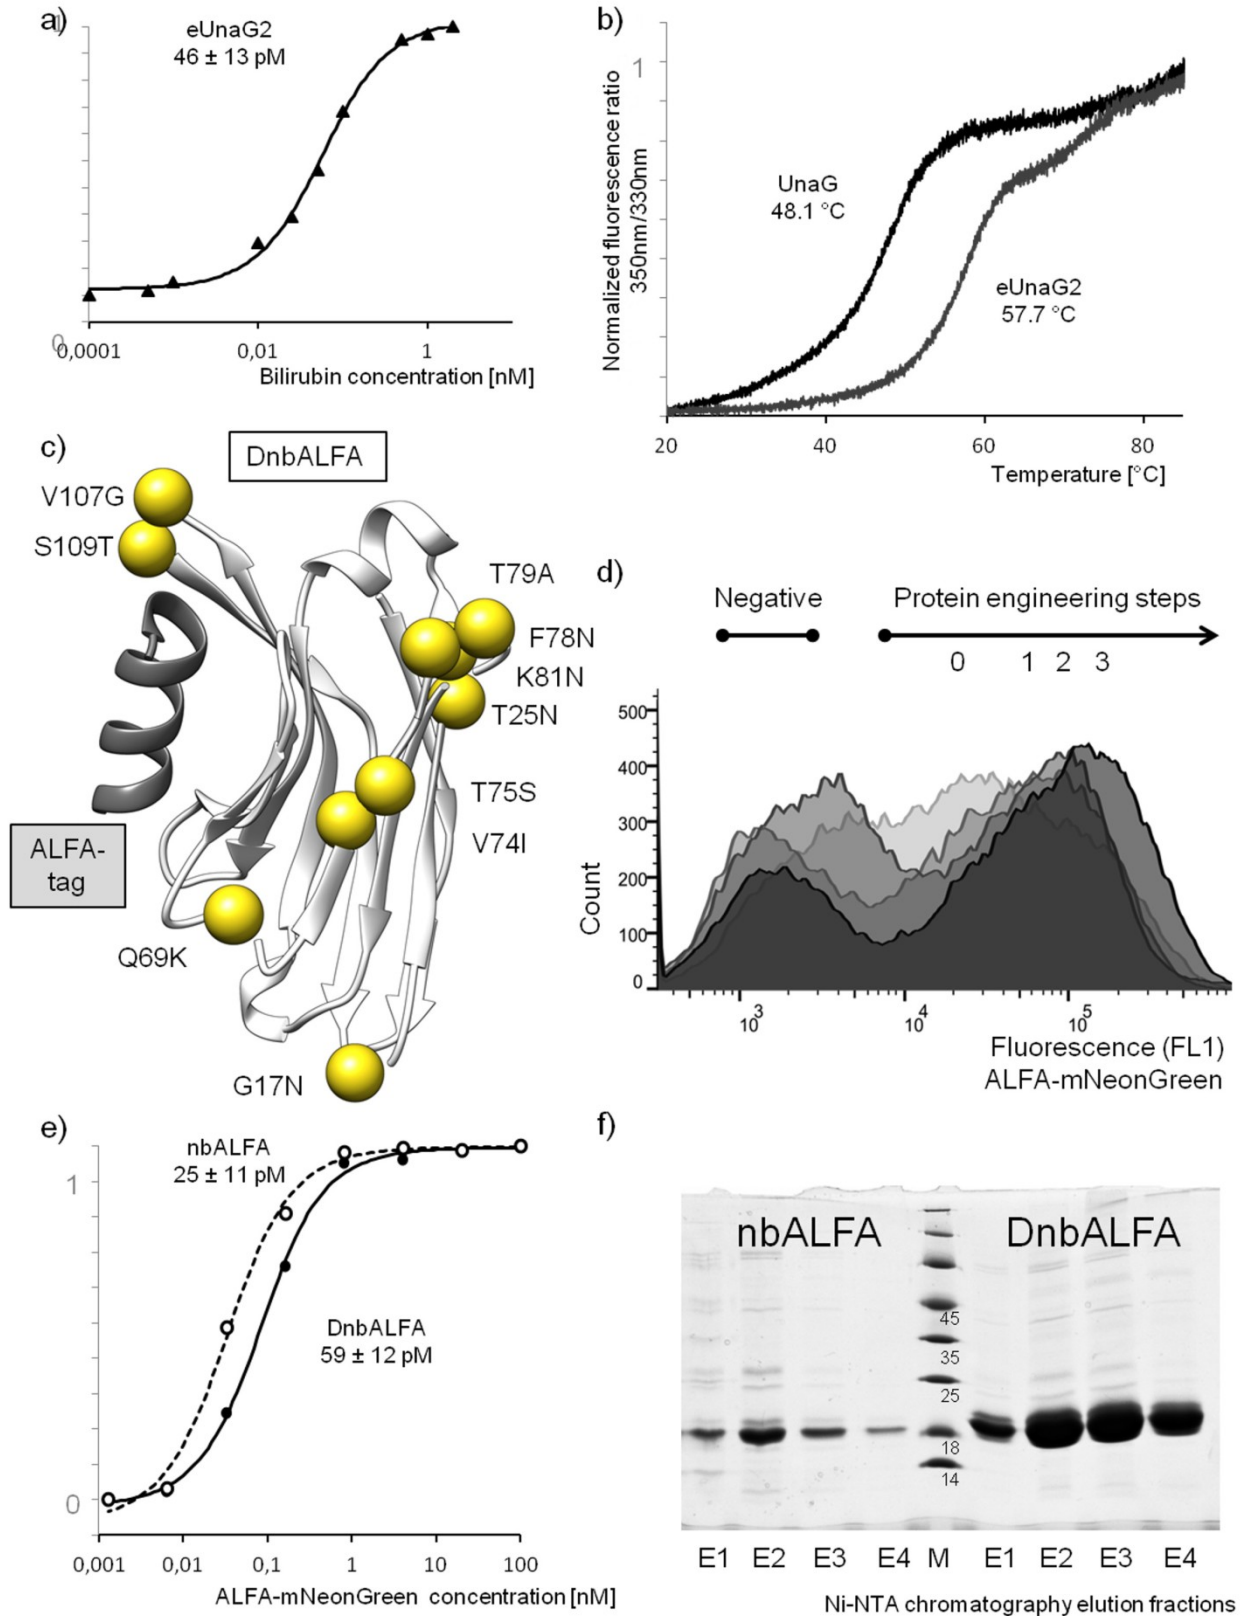 a)
1
eUnaG2
46 ± 13 pM
0
0,0001
0,01
1
Bilirubin concentration [nM]
b)
Normalized fluorescence ratio
350nm/330nm
1
UnaG
48.1 °C
eUnaG2
57.7 °C
20
40
60
80
Temperature [°C]
c)
DnbALFA
V107G
S109T
T79A
F78N
K81N
T25N
T75S
V74I
ALFA-
tag
Q69K
G17N
d)
Negative
Protein engineering steps
0 1 2 3
Count
500
400
300
200
100
0
10³
10⁴
10⁵
Fluorescence (FL1)
ALFA-mNeonGreen
e)
nbALFA
25 ± 11 pM
1
DnbALFA
59 ± 12 pM
0
0,001
0,01
0,1
1
10
100
ALFA-mNeonGreen concentration [nM]
f)
nbALFA
DnbALFA
45
35
25
18
14
E1 E2 E3 E4 M E1 E2 E3 E4
Ni-NTA chromatography elution fractions